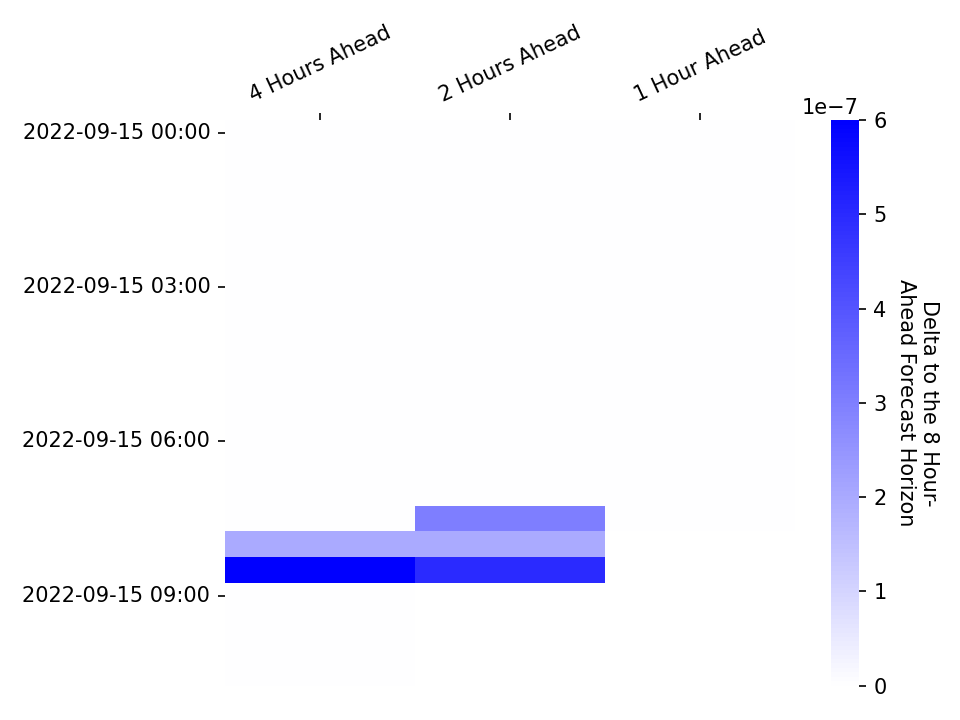 4 Hours Ahead
2 Hours Ahead
1 Hour Ahead
2022-09-15 00:00
2022-09-15 03:00
2022-09-15 06:00
2022-09-15 09:00
1e−7
6
5
4
3
2
1
0
Delta to the 8 Hour-
Ahead Forecast Horizon